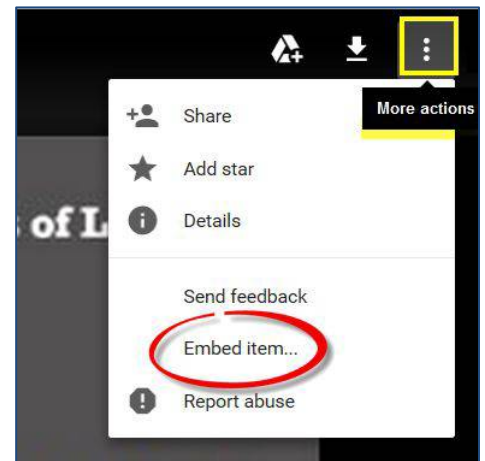 More actions
Share
Add star
of L
Details
Send feedback
Embed item...
Report abuse